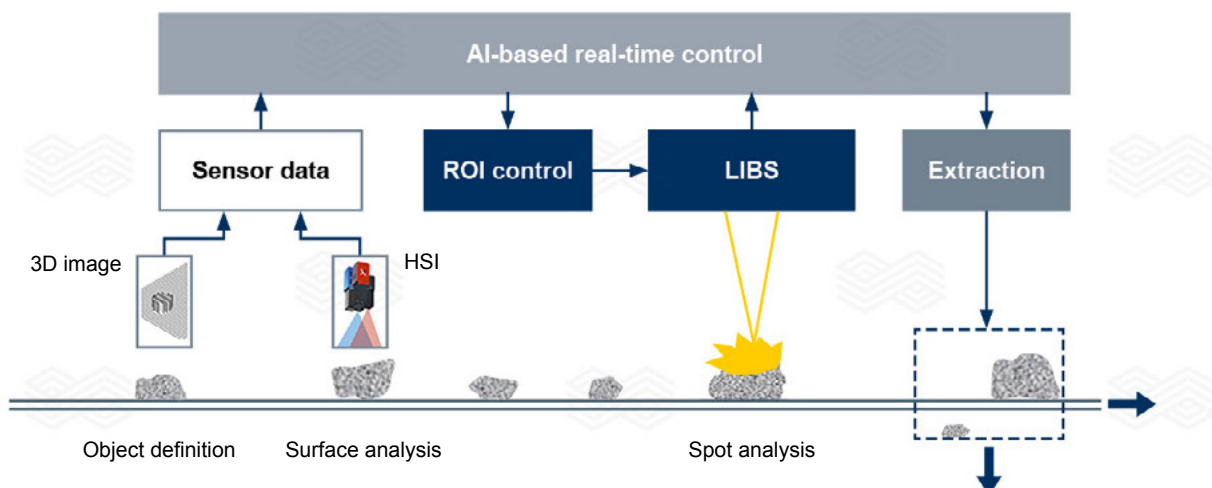 AI-based real-time control
Sensor data
ROI control
LIBS
Extraction
3D image
HSI
Object definition
Surface analysis
Spot analysis